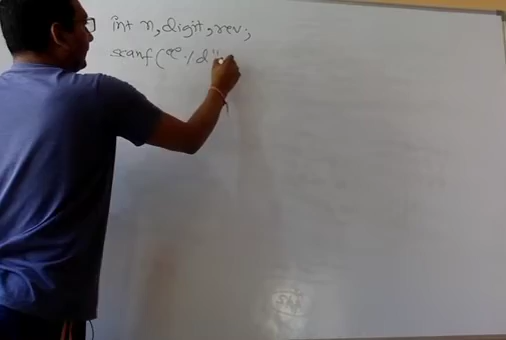 int n, digit, rev;
scanf("%d"